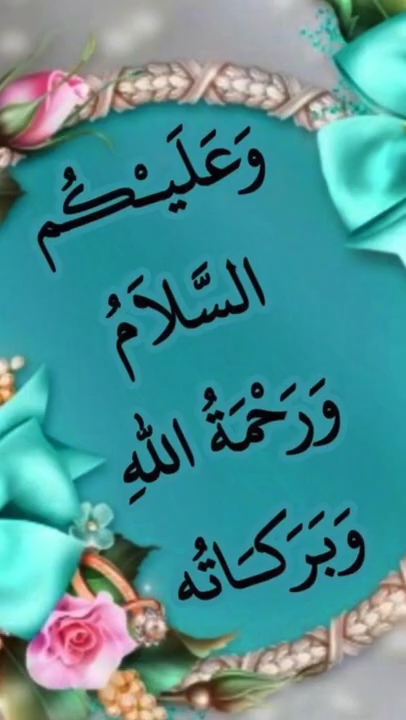 وَعَلَيْكُم
السَّلاَمُ
وَرَحْمَةُ اللهِ
وَبَرَكَاتُه